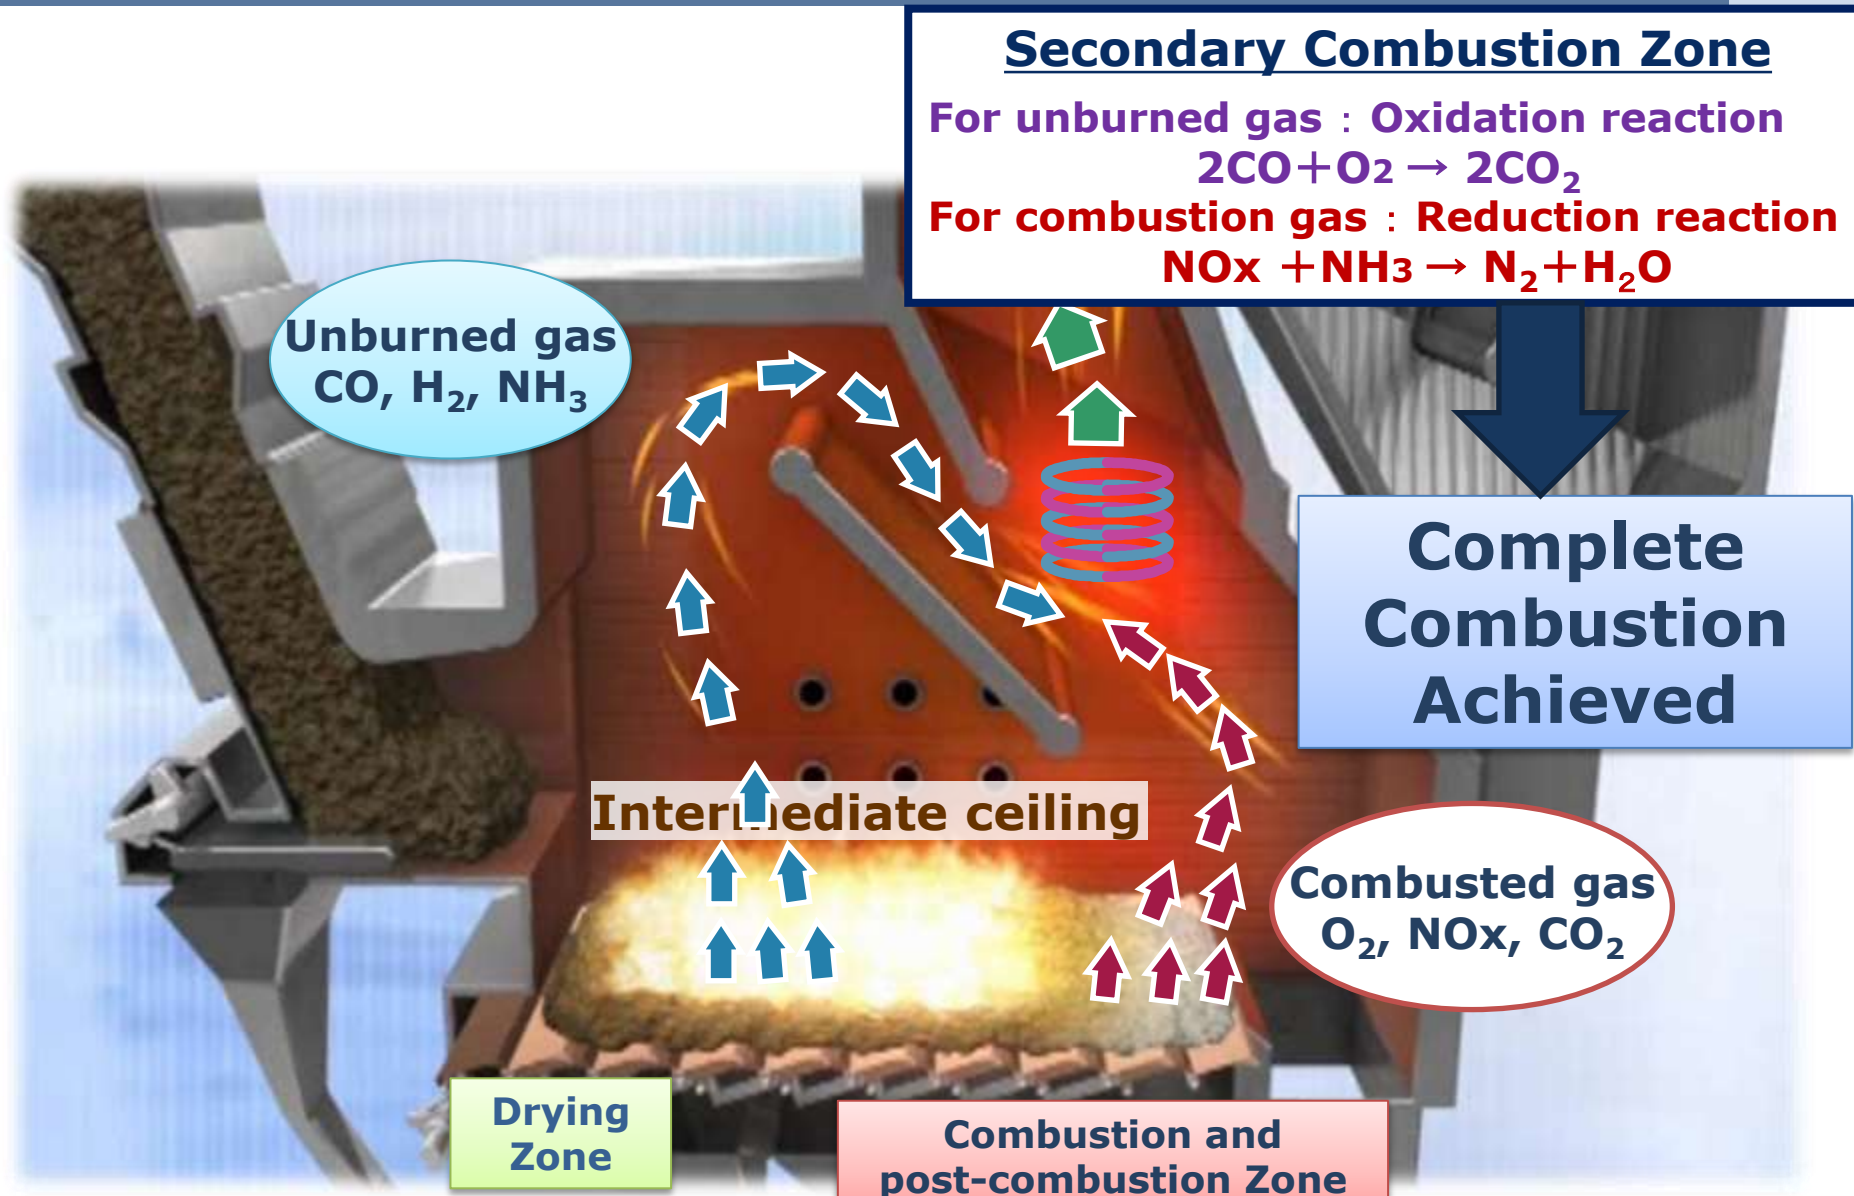 Secondary Combustion Zone
For unburned gas : Oxidation reaction
2CO＋O2 → 2CO₂
For combustion gas : Reduction reaction
NOx ＋NH3 → N₂＋H₂O
Unburned gas
CO, H₂, NH₃
Complete
Combustion
Achieved
Intermediate ceiling
Combusted gas
O₂, NOx, CO₂
Drying
Zone
Combustion and
post-combustion Zone